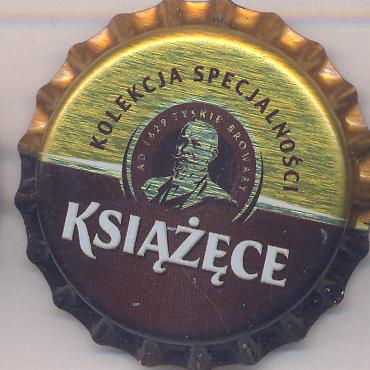 KOLEKCJA SPECJALNOŚCI
AD 1629 TYSKIE BROWARY
KSIĄŻĘCE